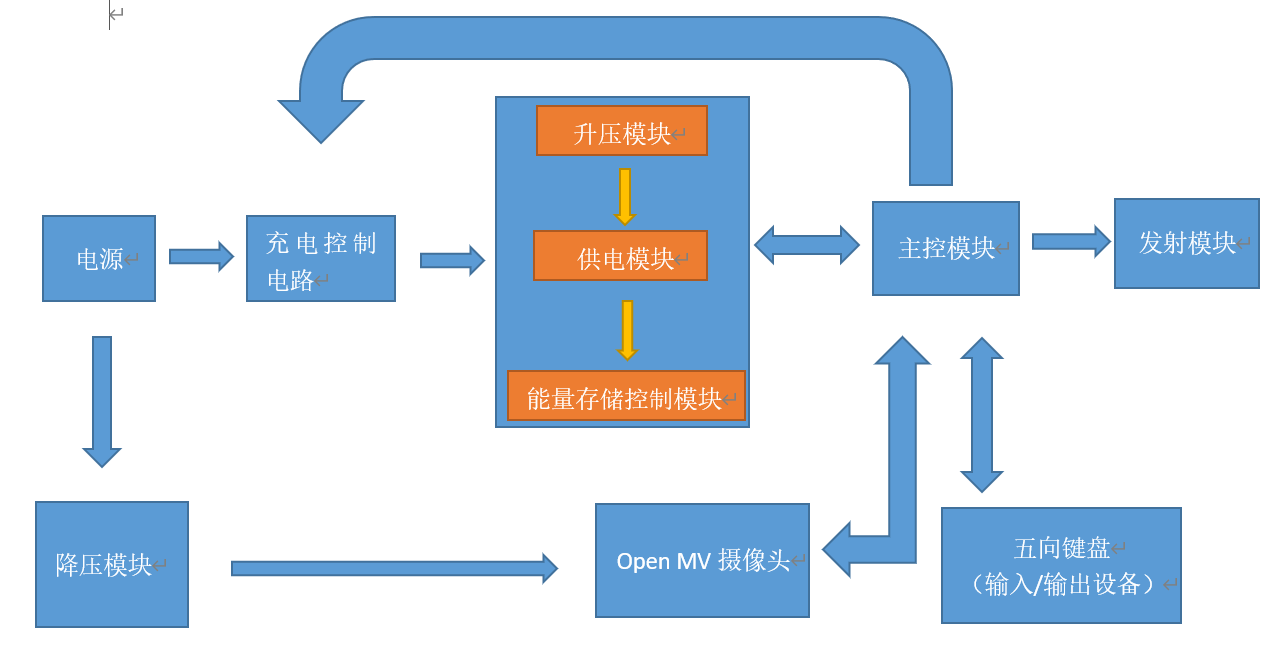 升压模块
供电模块
能量存储控制模块
电源
充电控制
电路
主控模块
发射模块
降压模块
Open MV 摄像头
五向键盘
（输入/输出设备）